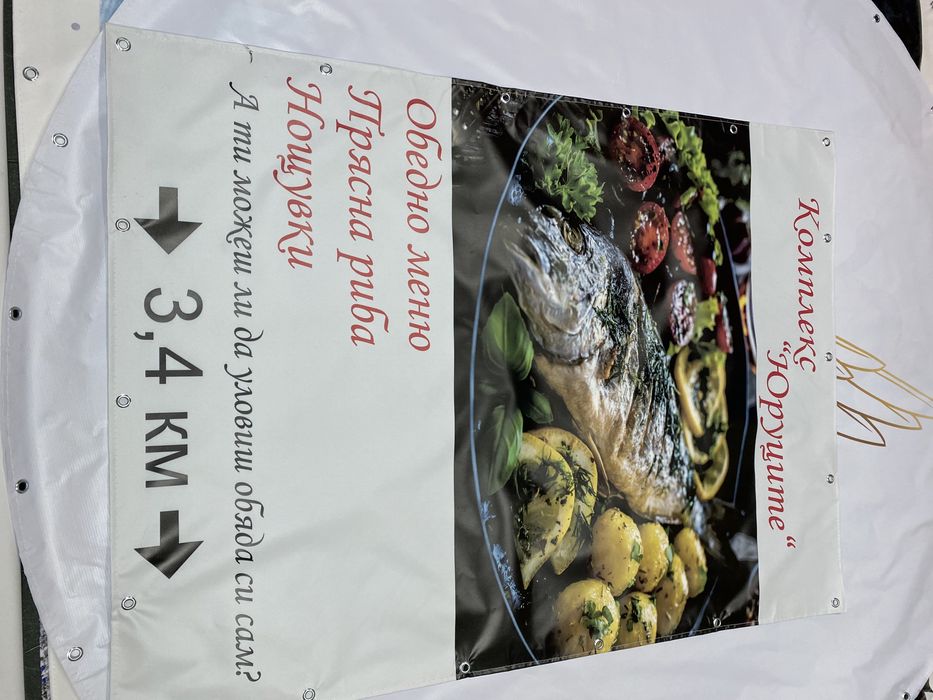 Комплекс
“Юруците“
Обедно меню
Прясна риба
Нощувки
А ти можеш ли да уловиш обяда си сам?
3,4 км